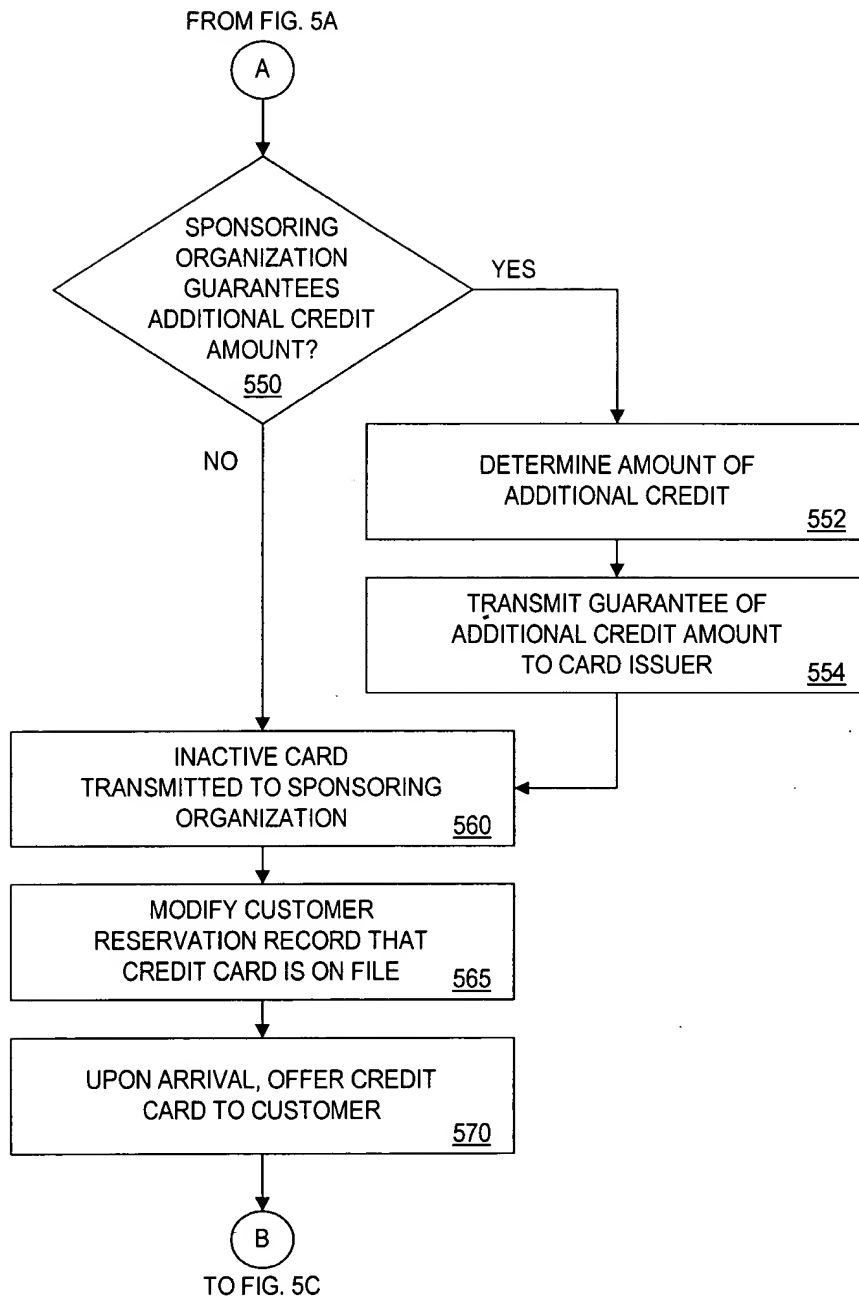 FROM FIG. 5A
A
SPONSORING
ORGANIZATION
GUARANTEES
ADDITIONAL CREDIT
AMOUNT?
550
YES
NO
DETERMINE AMOUNT OF
ADDITIONAL CREDIT
552
TRANSMIT GUARANTEE OF
ADDITIONAL CREDIT AMOUNT
TO CARD ISSUER
554
INACTIVE CARD
TRANSMITTED TO SPONSORING
ORGANIZATION
560
MODIFY CUSTOMER
RESERVATION RECORD THAT
CREDIT CARD IS ON FILE
565
UPON ARRIVAL, OFFER CREDIT
CARD TO CUSTOMER
570
B
TO FIG. 5C